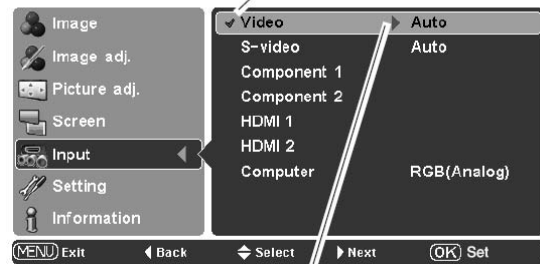 Image
Image adj.
Picture adj.
Screen
Input
Setting
Information
Video Auto
S-video Auto
Component 1
Component 2
HDMI 1
HDMI 2
Computer RGB(Analog)
MENU Exit Back Select Next OK Set